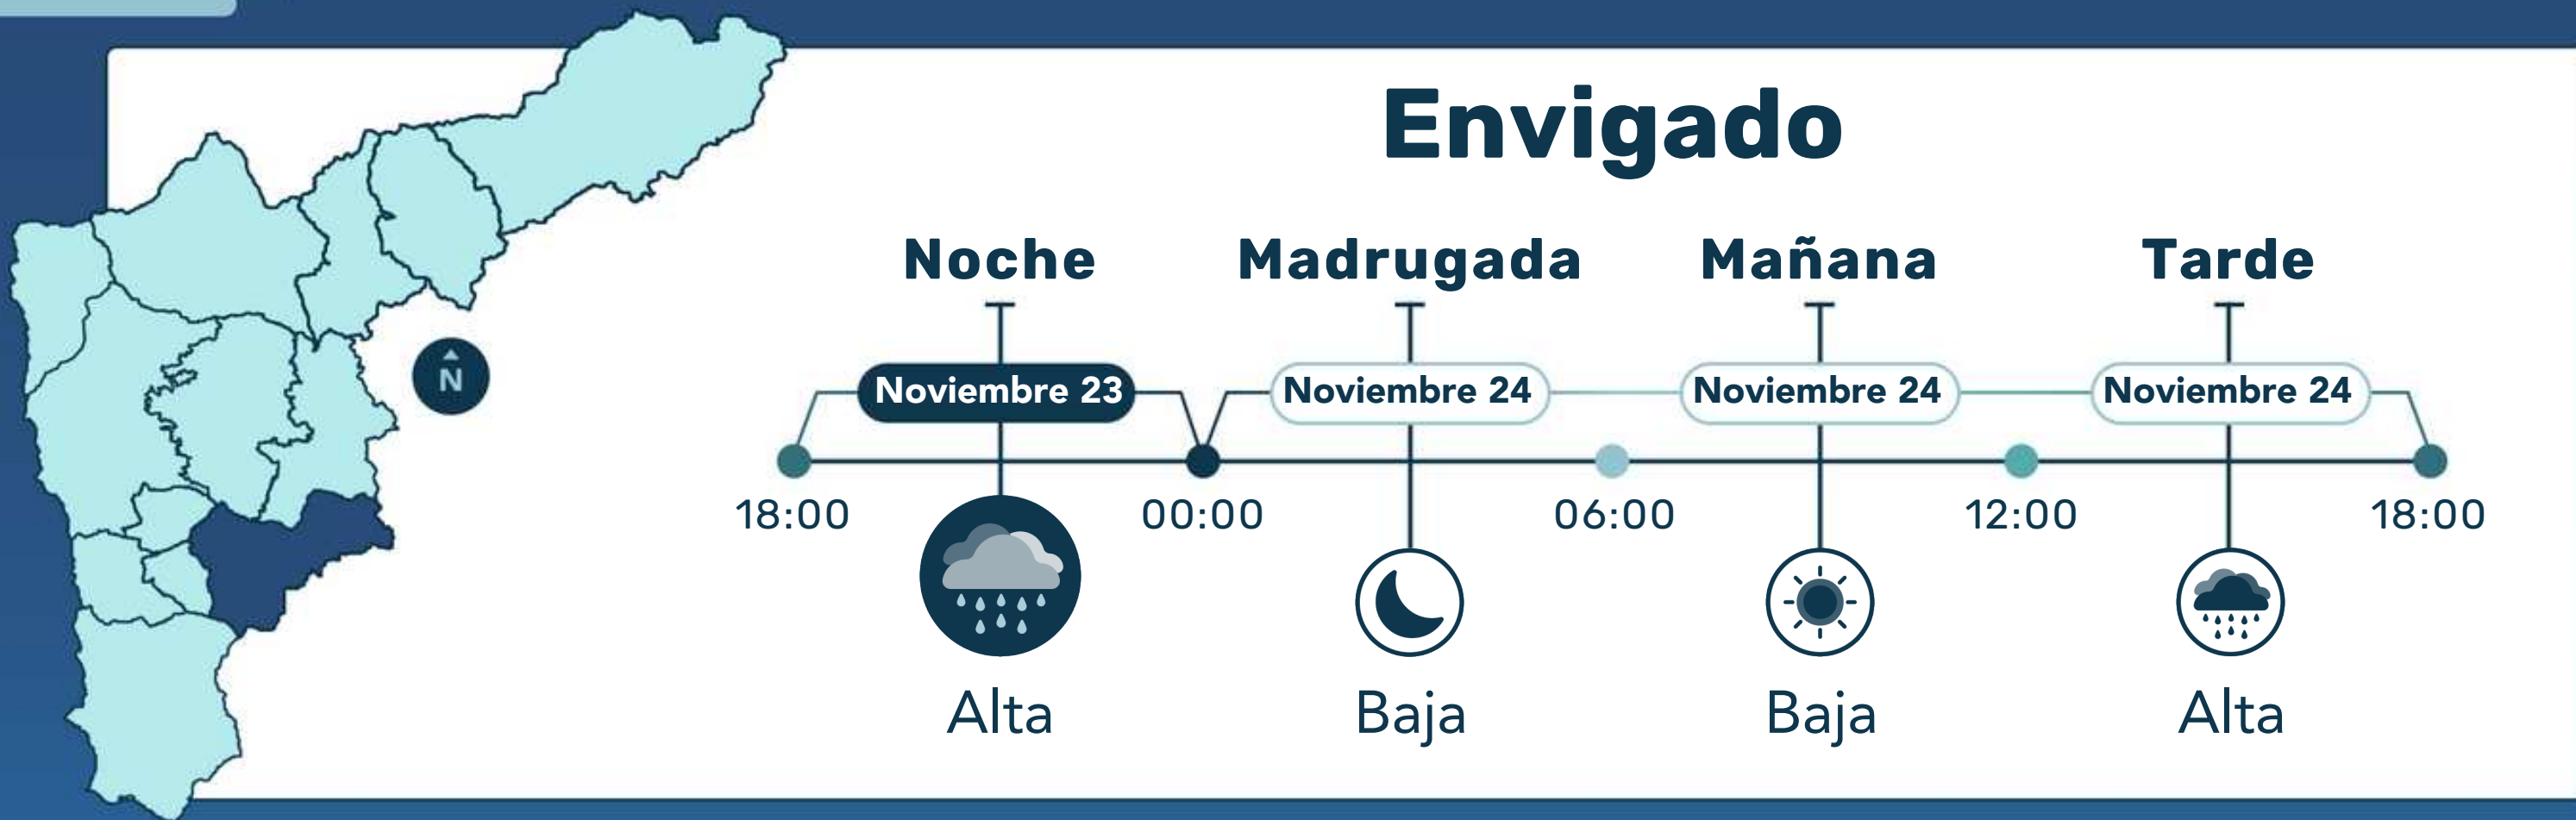 Envigado
Noche Madrugada Mañana Tarde
N
Noviembre 23 Noviembre 24 Noviembre 24 Noviembre 24
18:00 00:00 06:00 12:00 18:00
Alta Baja Baja Alta